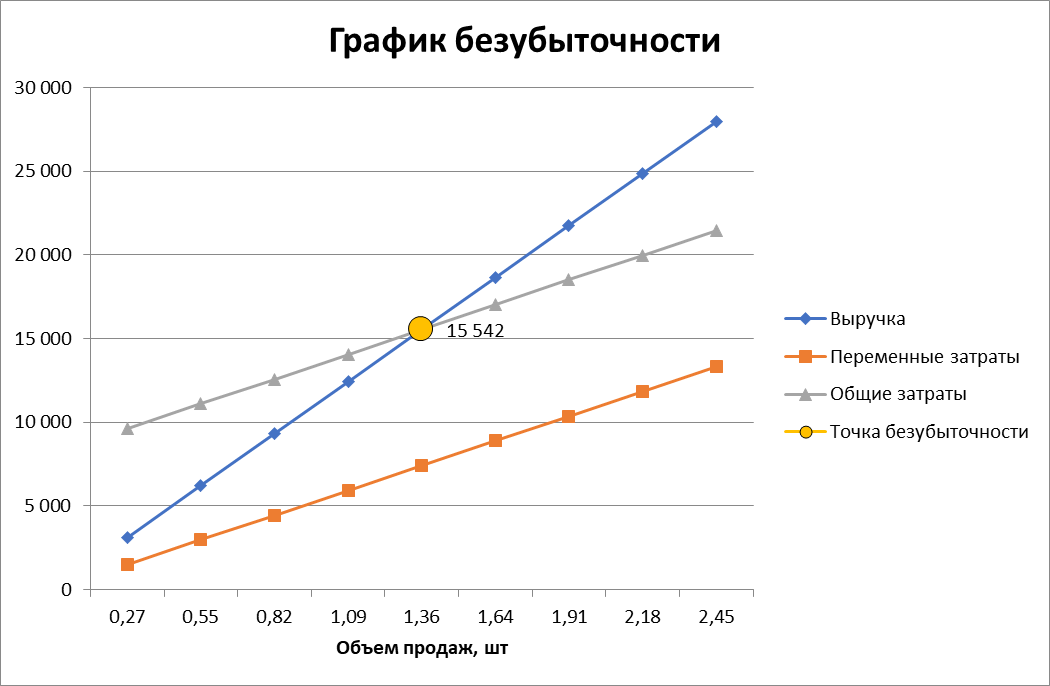 График безубыточности
30 000
25 000
20 000
15 000
10 000
5 000
0
15 542
0,27 0,55 0,82 1,09 1,36 1,64 1,91 2,18 2,45
Объем продаж, шт
Выручка
Переменные затраты
Общие затраты
Точка безубыточности